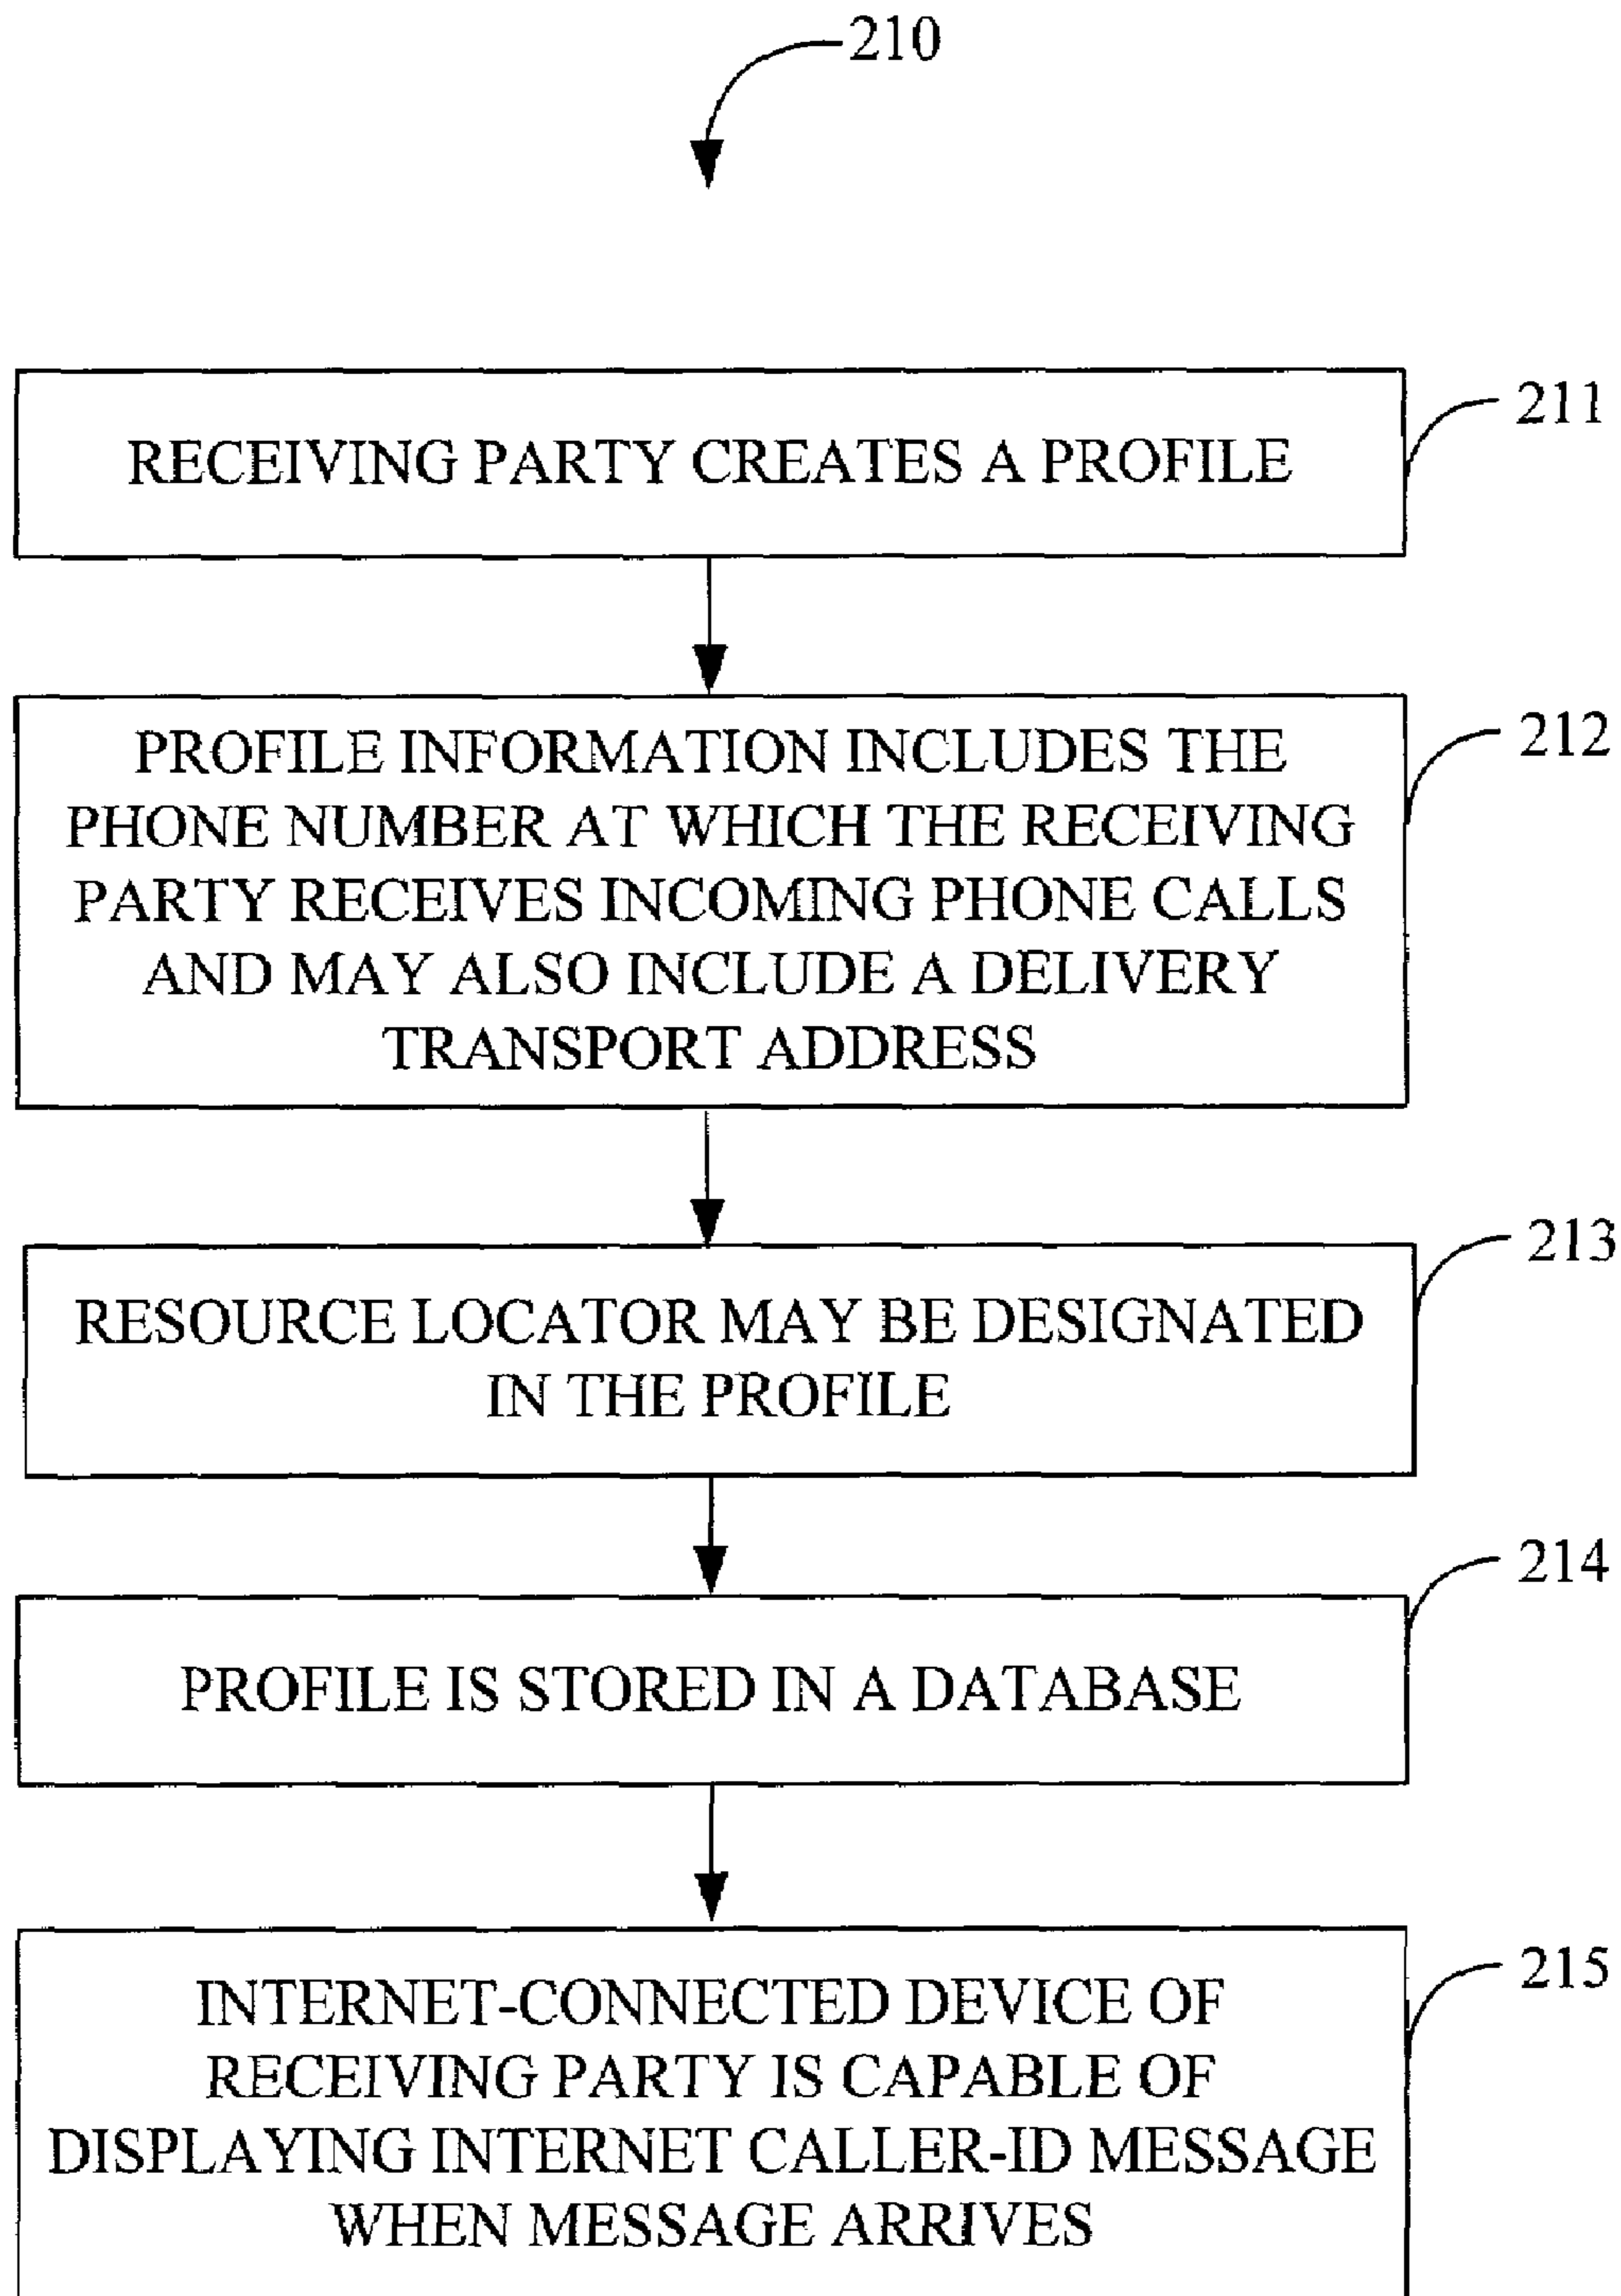 210
RECEIVING PARTY CREATES A PROFILE
211
PROFILE INFORMATION INCLUDES THE
PHONE NUMBER AT WHICH THE RECEIVING
PARTY RECEIVES INCOMING PHONE CALLS
AND MAY ALSO INCLUDE A DELIVERY
TRANSPORT ADDRESS
212
RESOURCE LOCATOR MAY BE DESIGNATED
IN THE PROFILE
213
PROFILE IS STORED IN A DATABASE
214
INTERNET-CONNECTED DEVICE OF
RECEIVING PARTY IS CAPABLE OF
DISPLAYING INTERNET CALLER-ID MESSAGE
WHEN MESSAGE ARRIVES
215